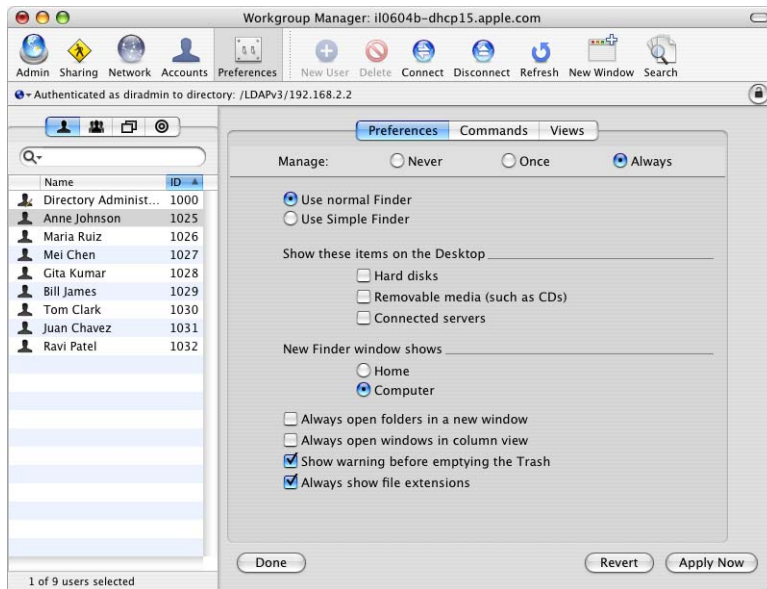 Workgroup Manager: il0604b-dhcp15.apple.com
Admin Sharing Network Accounts Preferences New User Delete Connect Disconnect Refresh New Window Search
Authenticated as diradmin to directory: /LDAPv3/192.168.2.2
Preferences Commands Views
Manage: Never Once Always
Name ID
Directory Administ... 1000
Anne Johnson 1025
Maria Ruiz 1026
Mei Chen 1027
Gita Kumar 1028
Bill James 1029
Tom Clark 1030
Juan Chavez 1031
Ravi Patel 1032
1 of 9 users selected
Use normal Finder
Use Simple Finder
Show these items on the Desktop
Hard disks
Removable media (such as CDs)
Connected servers
New Finder window shows
Home
Computer
Always open folders in a new window
Always open windows in column view
Show warning before emptying the Trash
Always show file extensions
Done Revert Apply Now